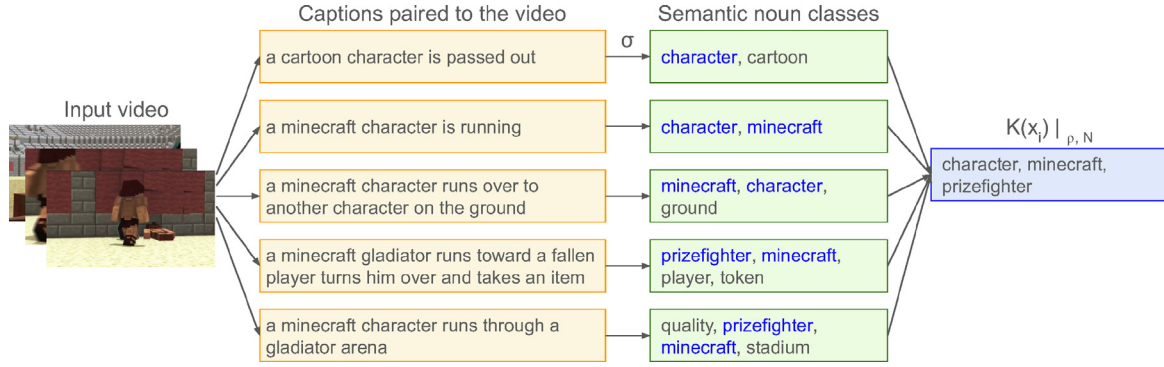 Captions paired to the video
Semantic noun classes
Input video
a cartoon character is passed out
σ
character, cartoon
a minecraft character is running
character, minecraft
a minecraft character runs over to
another character on the ground
minecraft, character,
ground
a minecraft gladiator runs toward a fallen
player turns him over and takes an item
prizefighter, minecraft,
player, token
a minecraft character runs through a
gladiator arena
quality, prizefighter,
minecraft, stadium
K(xᵢ) | ρ, N
character, minecraft,
prizefighter